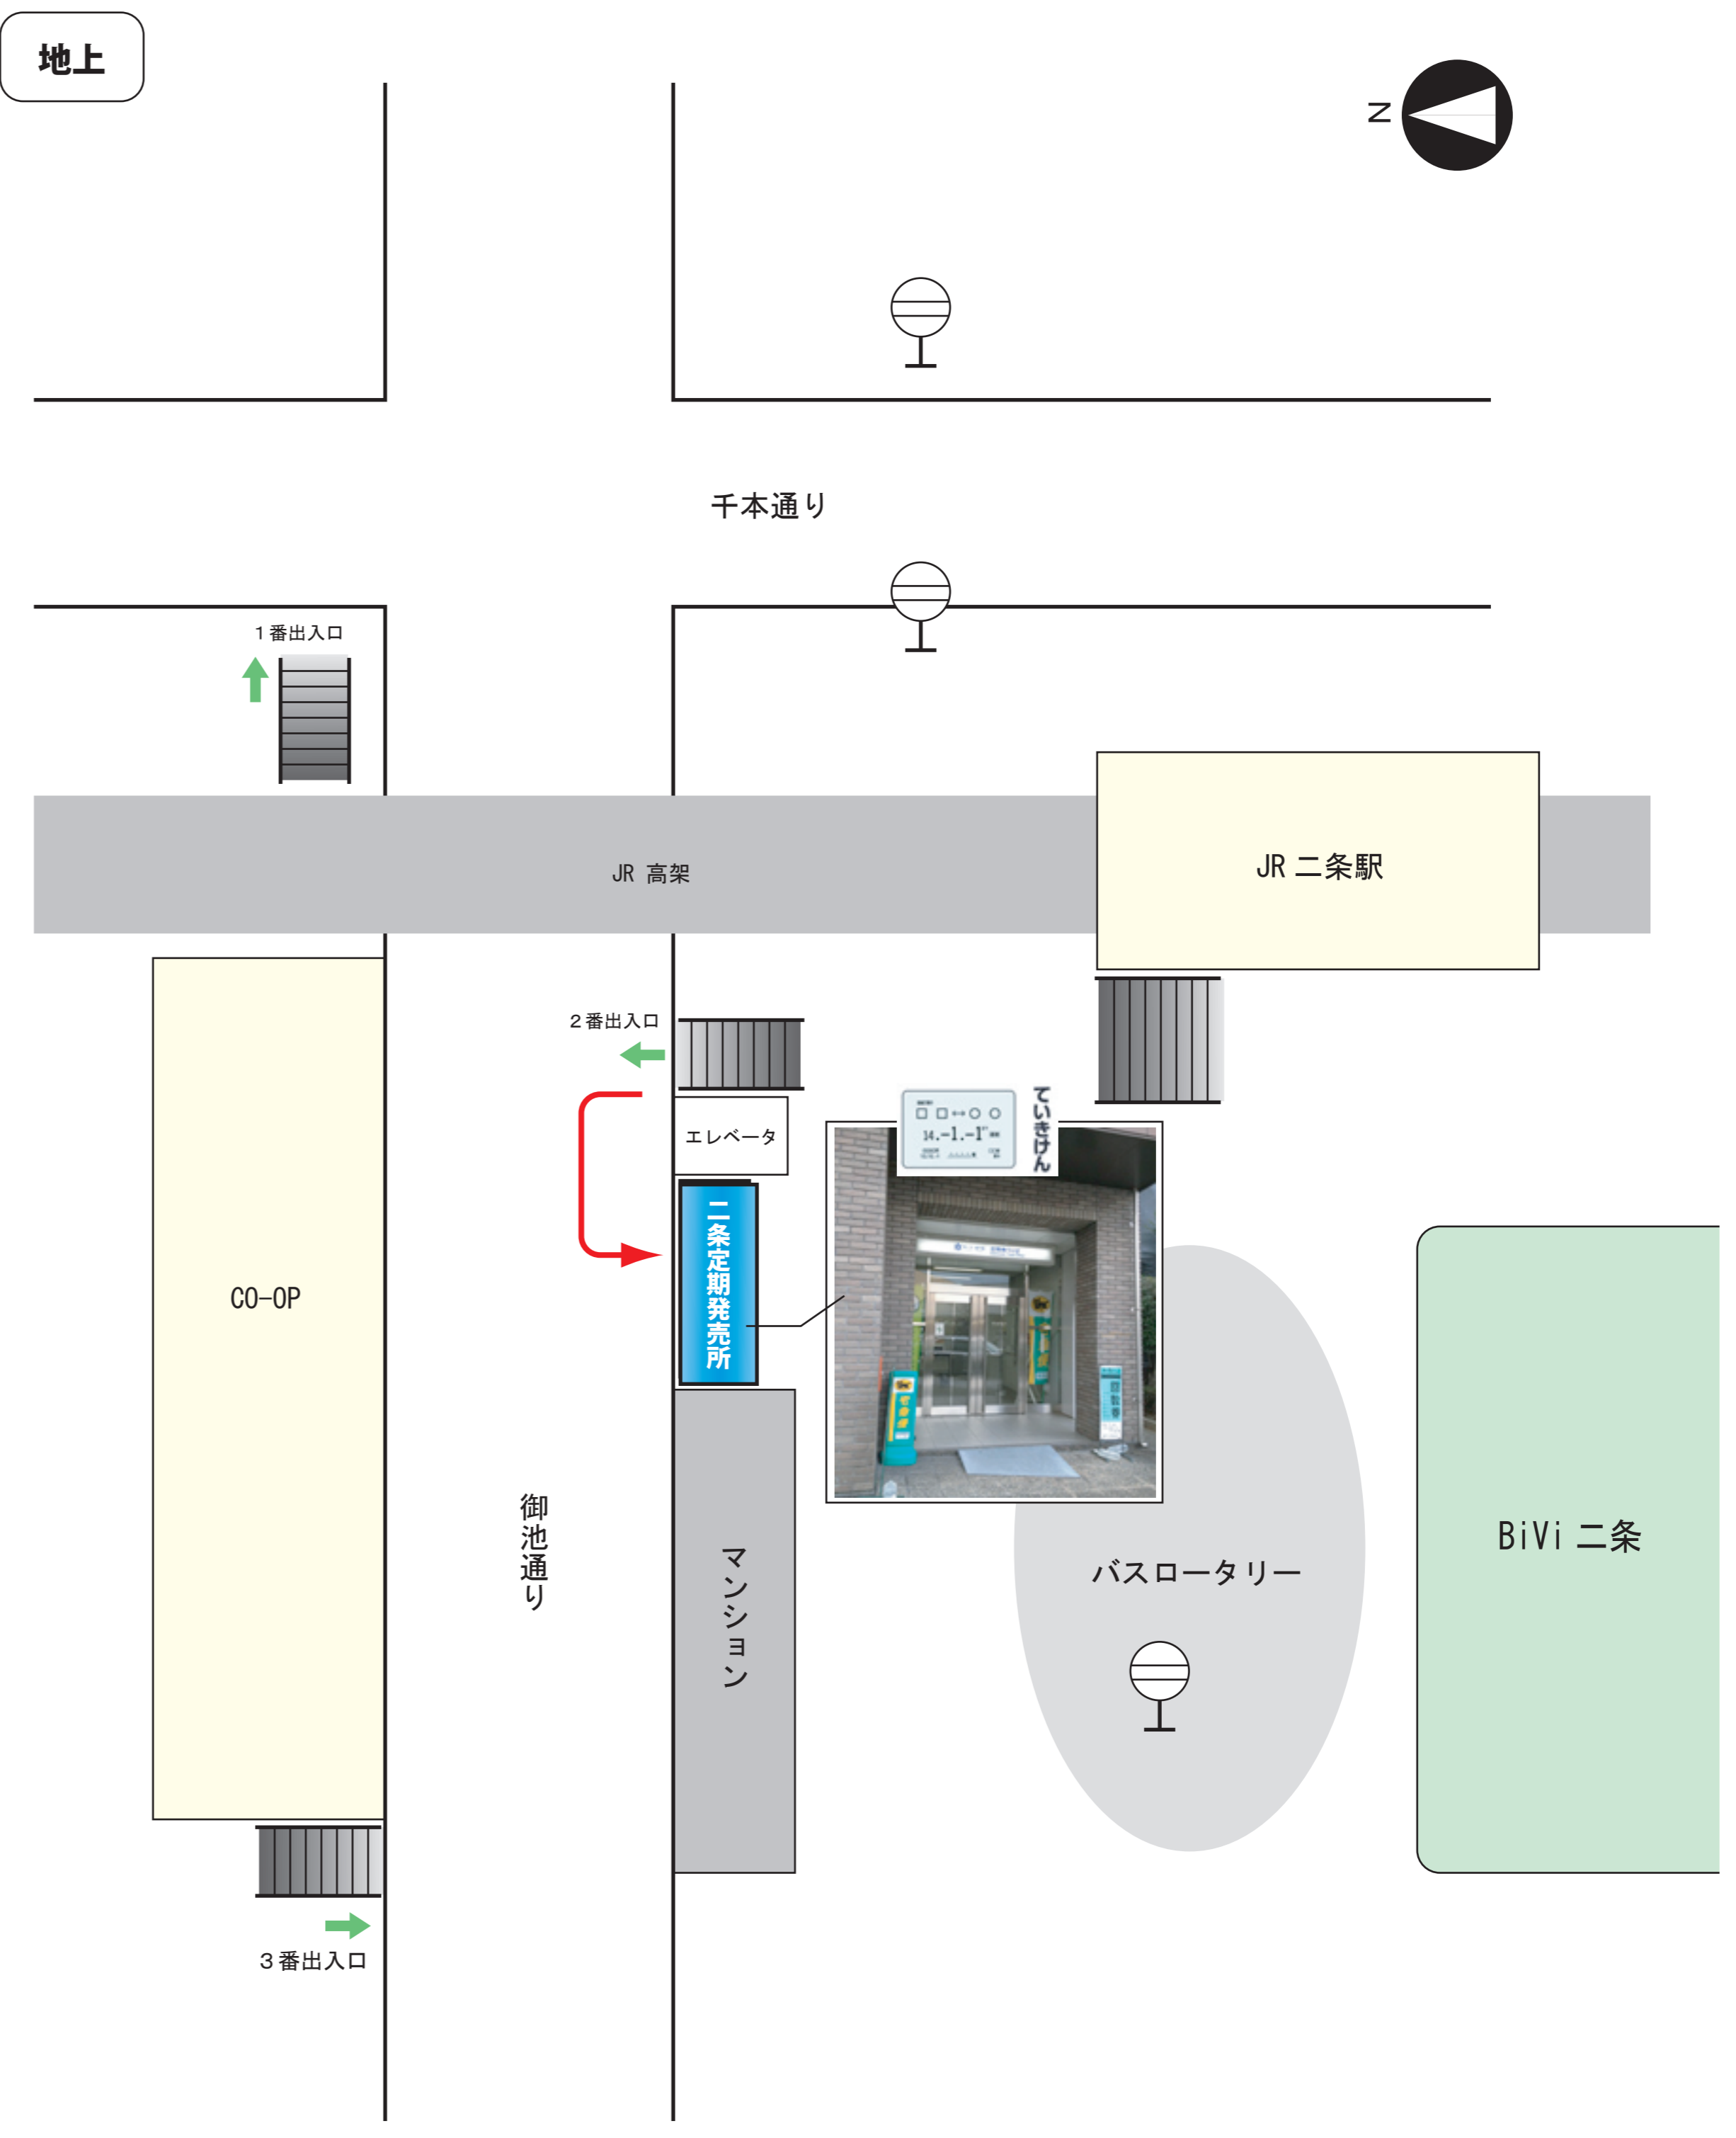 地上
N
千本通り
1番出入口
JR 高架
JR 二条駅
2番出入口
エレベータ
ていきけん
14.-1.-1
二条定期発売所
CO-OP
御池通り
マンション
バスロータリー
BiVi 二条
3番出入口